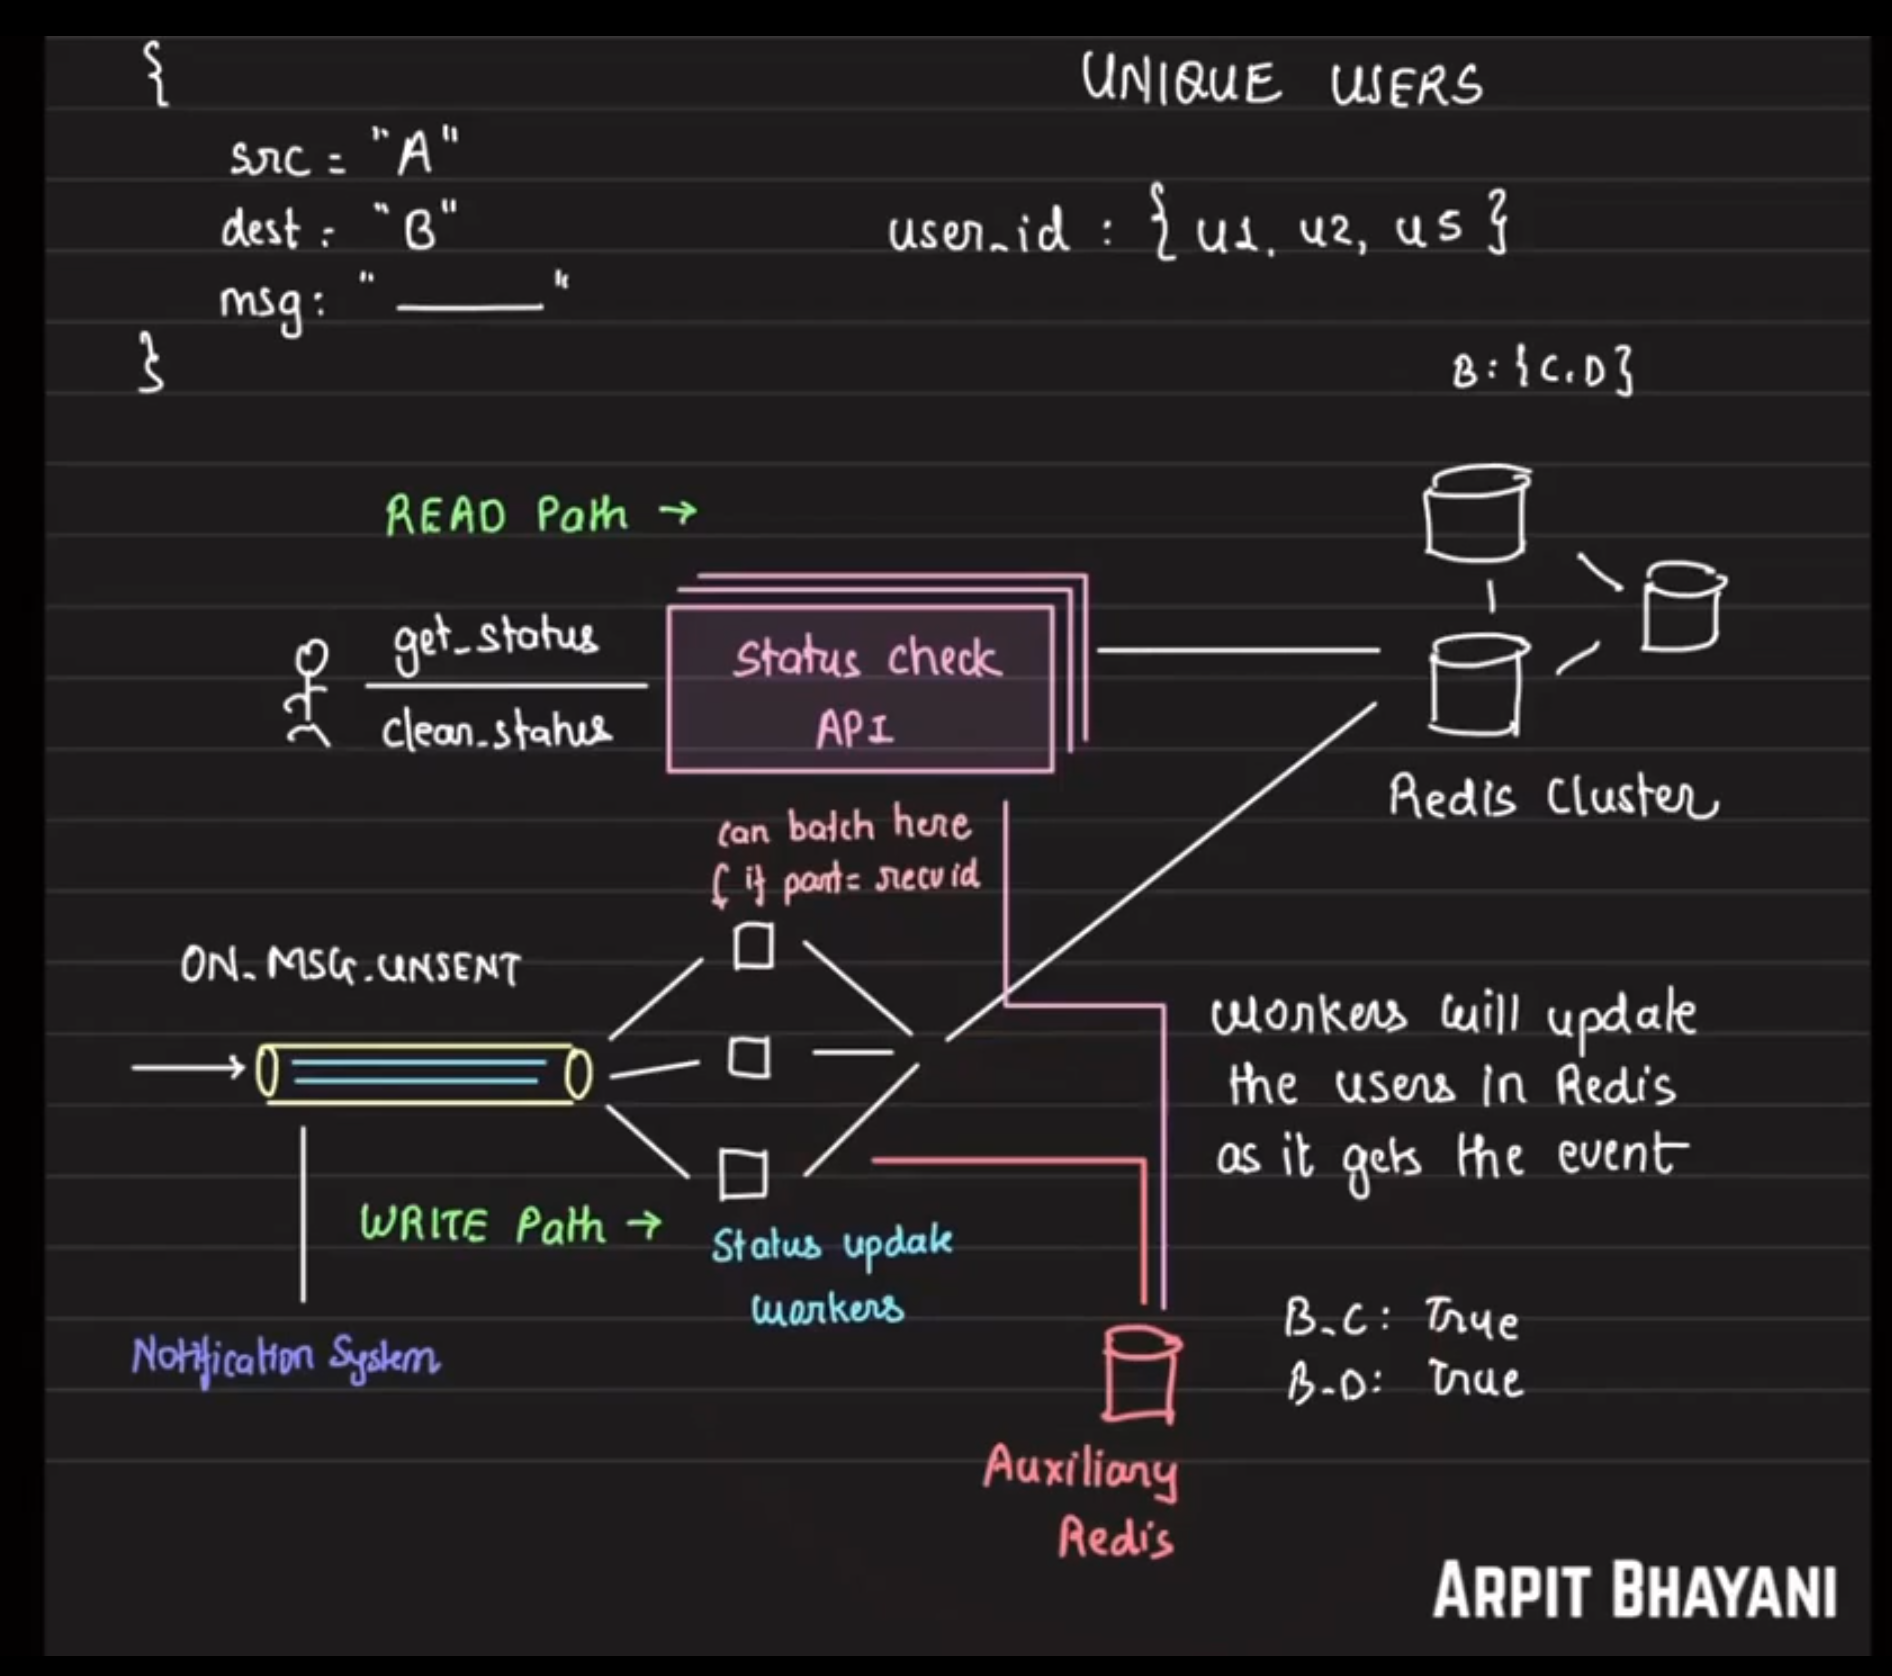 {
src = "A"
dest : "B"
msg : " ______ "
}
UNIQUE USERS
user_id : { u1, u2, u5 }
B : {C, D}
READ Path →
get_status
clear_status
Status check
API
Redis Cluster
can batch here
if part= recv id
ON_MSG_UNSENT
WRITE Path →
Status update
workers
Notification System
workers will update
the users in Redis
as it gets the event
B_C : True
B_D : True
Auxiliary
Redis
ARPIT BHAYANI